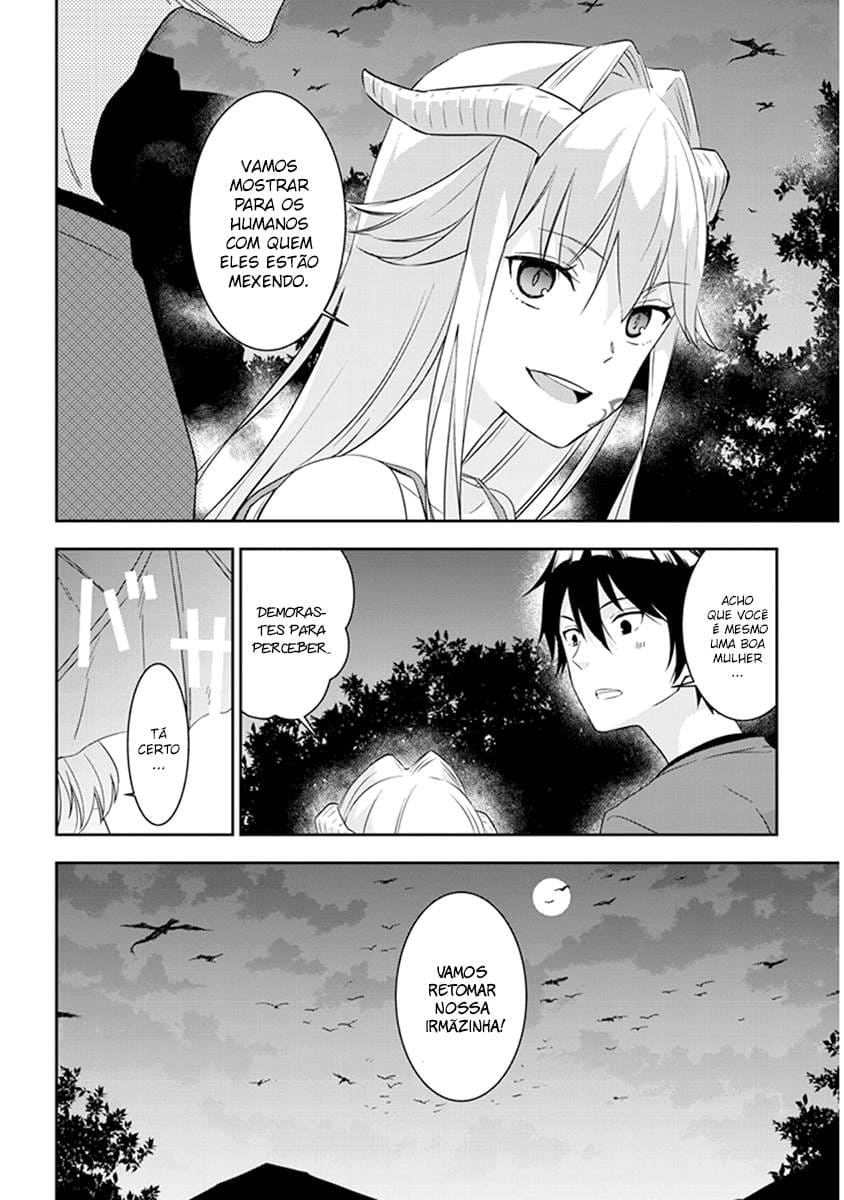 VAMOS
MOSTRAR
PARA OS
HUMANOS
COM QUEM
ELES ESTÃO
MEXENDO.
ACHO
QUE VOCÊ
É MESMO
UMA BOA
MULHER
...
DEMORAS-
TES PARA
PERCEBER..
バサ
TÁ
CERTO
...
VAMOS
RETOMAR
NOSSA
IRMÃZINHA!